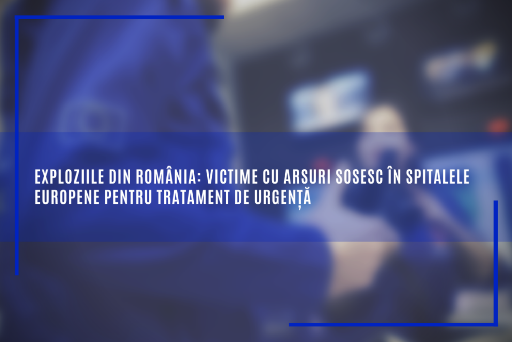 EXPLOZIILE DIN ROMÂNIA: VICTIME CU ARSURI SOSESC ÎN SPITALELE
EUROPENE PENTRU TRATAMENT DE URGENȚĂ